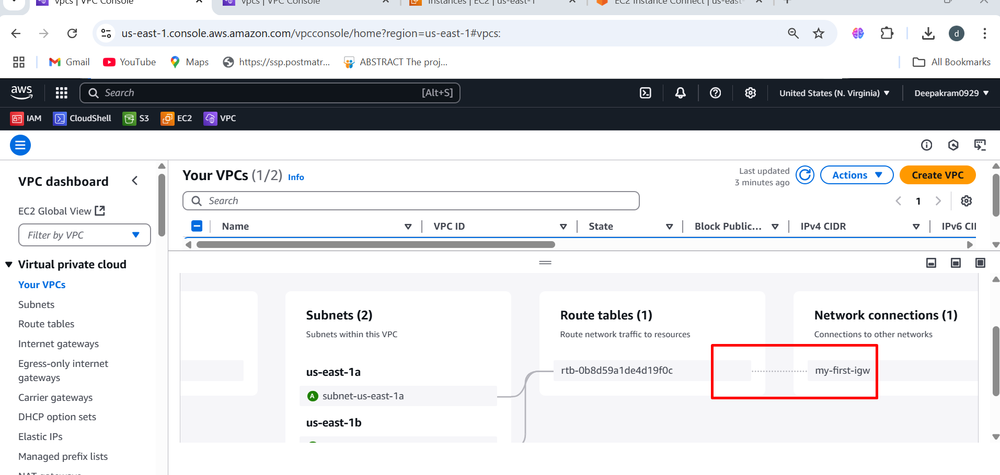 vpcs | VPC Console
vpcs | VPC Console
Instances | EC2 | us-east-1
EC2 Instance Connect | us-east-
us-east-1.console.aws.amazon.com/vpcconsole/home?region=us-east-1#vpcs:
d
Gmail
YouTube
Maps
https://ssp.postmatr...
ABSTRACT The proj...
All Bookmarks
aws
Search
[Alt+S]
United States (N. Virginia)
Deepakram0929
IAM
CloudShell
S3
EC2
VPC
VPC dashboard
EC2 Global View
Filter by VPC
Virtual private cloud
Your VPCs
Subnets
Route tables
Internet gateways
Egress-only internet
gateways
Carrier gateways
DHCP option sets
Elastic IPs
Managed prefix lists
NAT gateways
Your VPCs (1/2) Info
Last updated
3 minutes ago
Actions
Create VPC
Search
1
Name
VPC ID
State
Block Public...
IPv4 CIDR
IPv6 CII
Subnets (2)
Subnets within this VPC
us-east-1a
A subnet-us-east-1a
us-east-1b
Route tables (1)
Route network traffic to resources
rtb-0b8d59a1de4d19f0c
Network connections (1)
Connections to other networks
my-first-igw